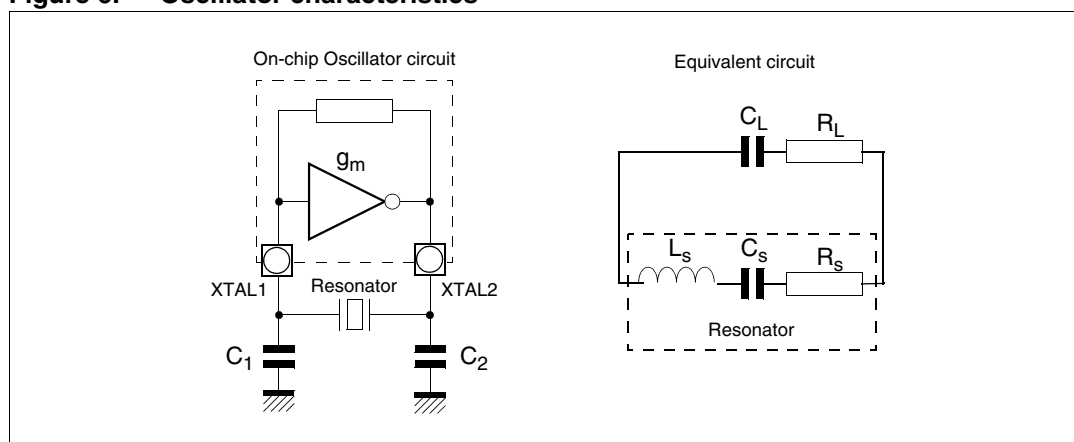 Figure 6. Oscillator characteristics
On-chip Oscillator circuit
gm
XTAL1
Resonator
XTAL2
C1
C2
Equivalent circuit
CL
RL
Ls
Cs
Rs
Resonator